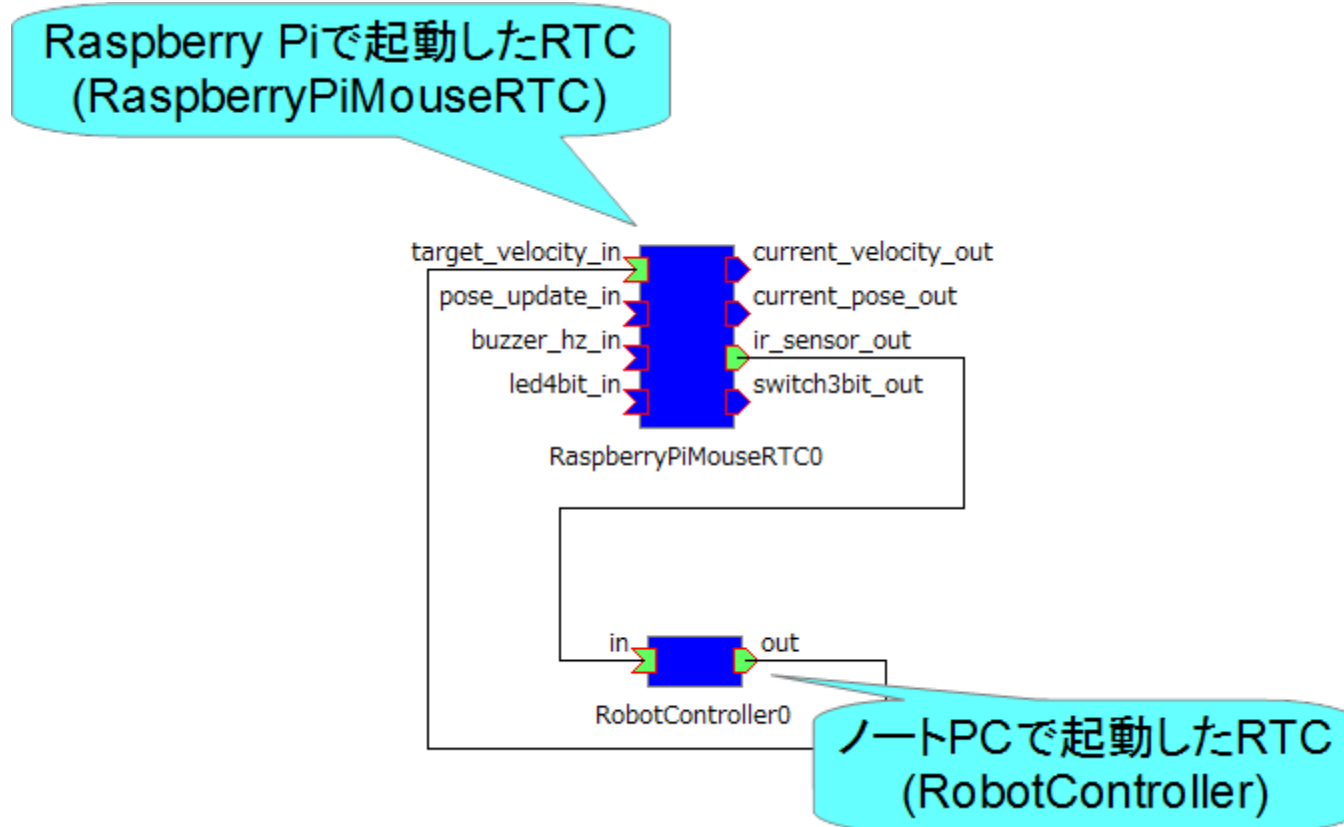 Raspberry Piで起動したRTC
(RaspberryPiMouseRTC)
target_velocity_in
current_velocity_out
pose_update_in
current_pose_out
buzzer_hz_in
ir_sensor_out
led4bit_in
switch3bit_out
RaspberryPiMouseRTC0
in
out
RobotController0
ノートPCで起動したRTC
(RobotController)